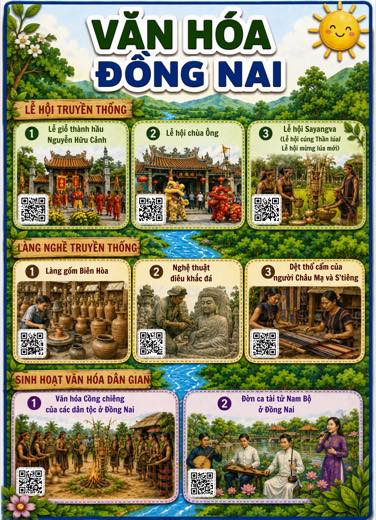 VĂN HÓA
ĐỒNG NAI
LỄ HỘI TRUYỀN THỐNG
1 Lễ giỗ thành hầu
Nguyễn Hữu Cảnh
2 Lễ hội chùa Ông
3 Lễ hội Sayangva
(Lễ hội cúng Thần lúa/
Lễ hội mừng lúa mới)
LÀNG NGHỀ TRUYỀN THỐNG
1 Làng gốm Biên Hòa
2 Nghệ thuật
điêu khắc đá
3 Dệt thổ cẩm của
người Châu Mạ và S'tiêng
SINH HOẠT VĂN HÓA DÂN GIAN
1 Văn hóa Cồng chiêng
của các dân tộc ở Đồng Nai
2 Đờn ca tài tử Nam Bộ
ở Đồng Nai